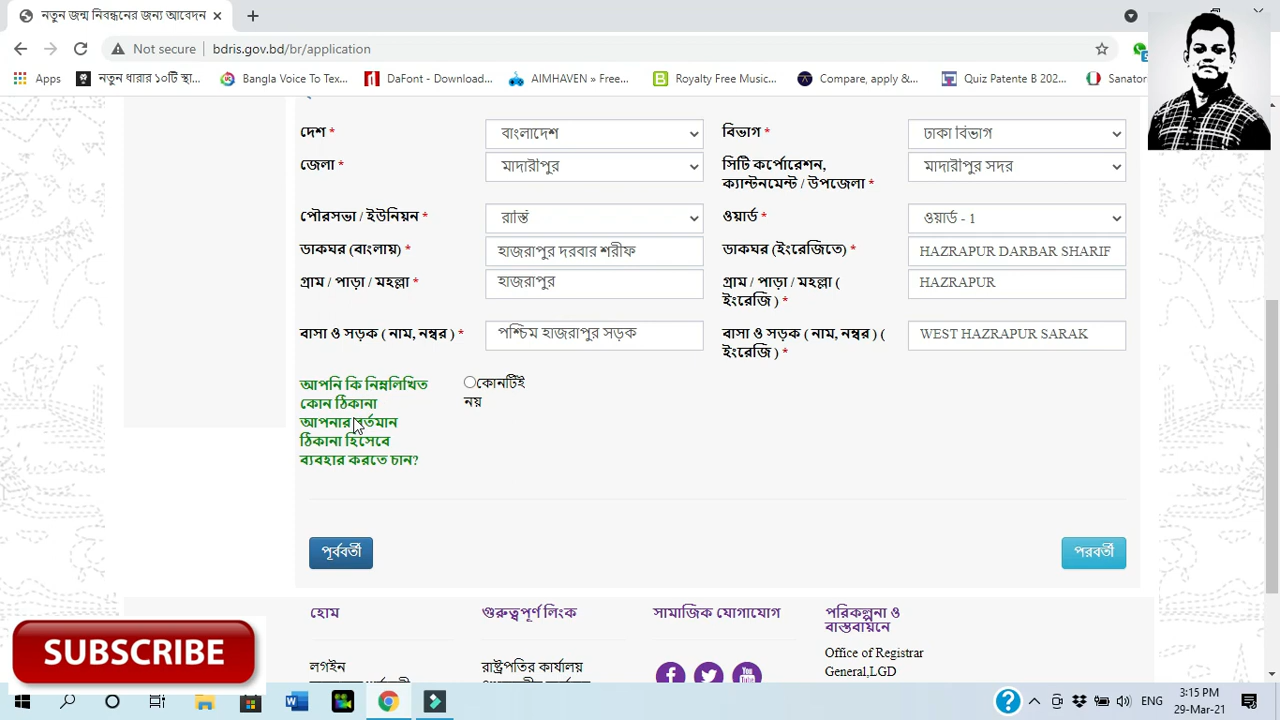 নতুন জন্ম নিবন্ধনের জন্য আবেদন
Not secure | bdris.gov.bd/br/application
Apps নতুন ধারার ১০টি স্থা... Bangla Voice To Tex... DaFont - Download... AIMHAVEN » Free... Royalty Free Music... Compare, apply &... Quiz Patente B 202... Sanator
দেশ * বাংলাদেশ বিভাগ * ঢাকা বিভাগ
জেলা * মাদারীপুর সিটি কর্পোরেশন,
ক্যান্টনমেন্ট / উপজেলা * মাদারীপুর সদর
পৌরসভা / ইউনিয়ন * রাস্তি ওয়ার্ড * ওয়ার্ড - 1
ডাকঘর (বাংলায়) * হাজরাপুর দরবার শরীফ ডাকঘর (ইংরেজিতে) * HAZRAPUR DARBAR SHARIF
গ্রাম / পাড়া / মহল্লা * হাজরাপুর গ্রাম / পাড়া / মহল্লা (
ইংরেজি ) * HAZRAPUR
বাসা ও সড়ক ( নাম, নম্বর ) * পশ্চিম হাজরাপুর সড়ক বাসা ও সড়ক ( নাম, নম্বর ) (
ইংরেজি ) * WEST HAZRAPUR SARAK
আপনি কি নিম্নলিখিত
কোন ঠিকানা
আপনার বর্তমান
ঠিকানা হিসেবে
ব্যবহার করতে চান?
কোনটিই
নয়
পূর্ববর্তী পরবর্তী
হোম গুরুত্বপূর্ণ লিংক সামাজিক যোগাযোগ পরিকল্পনা ও
বাস্তবায়নে
লগইন রাষ্ট্রপতির কার্যালয় Office of Registrar
General,LGD
SUBSCRIBE
ENG 3:15 PM
29-Mar-21